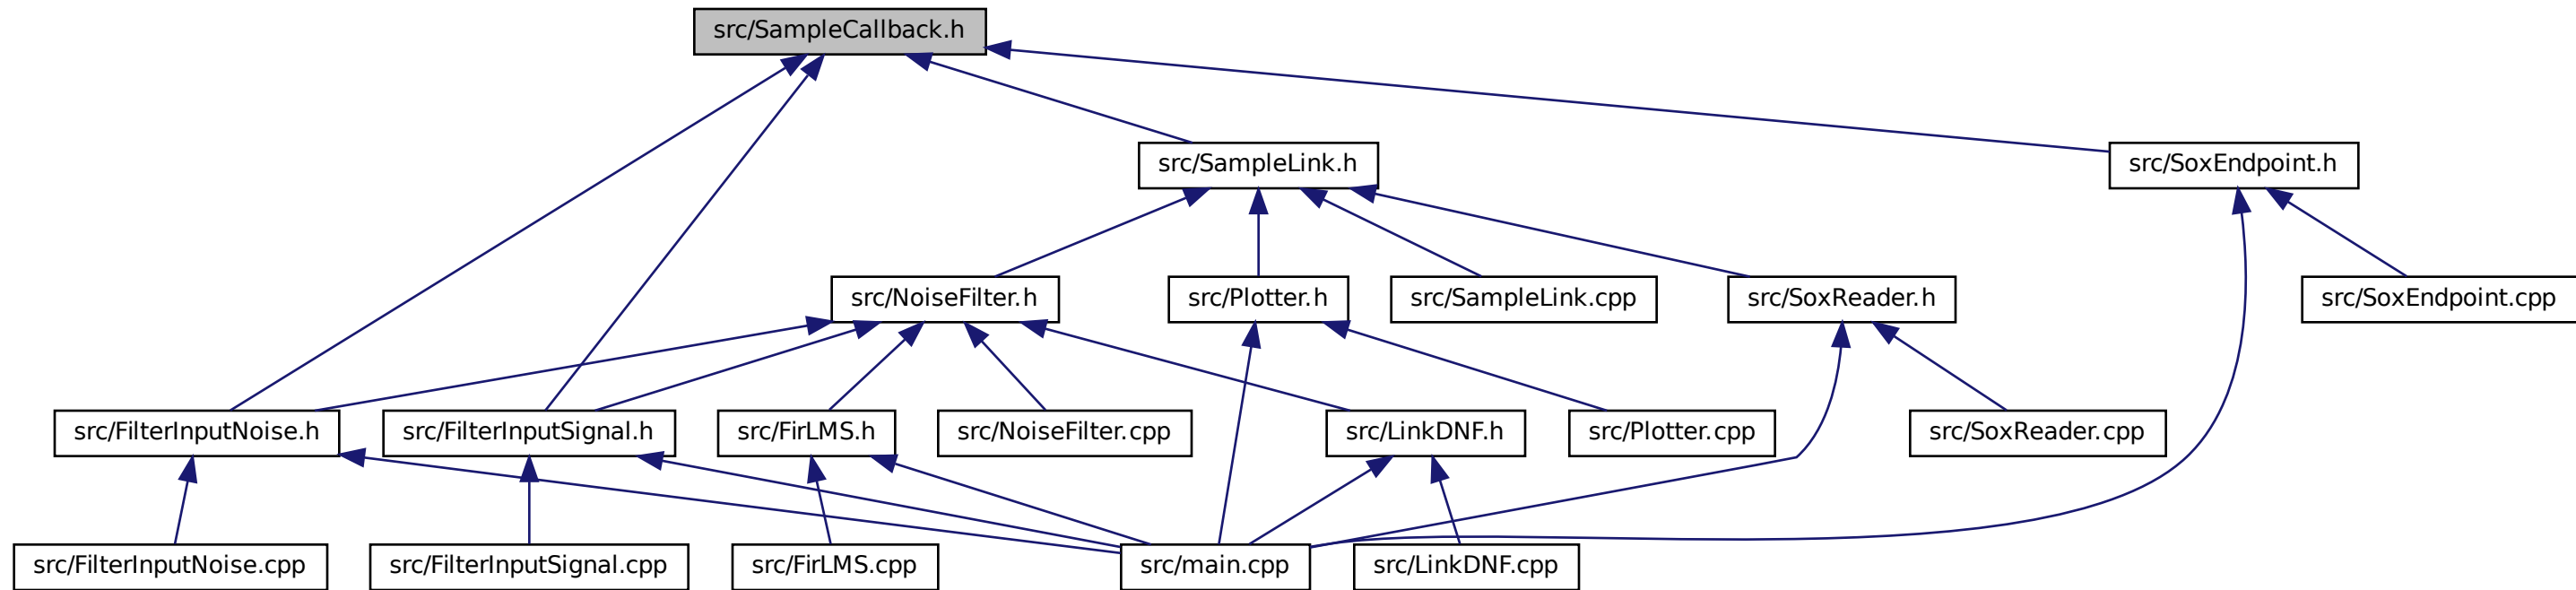 src/SampleCallback.h
src/SampleLink.h
src/SoxEndpoint.h
src/NoiseFilter.h
src/Plotter.h
src/SampleLink.cpp
src/SoxReader.h
src/SoxEndpoint.cpp
src/FilterInputNoise.h
src/FilterInputSignal.h
src/FirLMS.h
src/NoiseFilter.cpp
src/LinkDNF.h
src/Plotter.cpp
src/SoxReader.cpp
src/FilterInputNoise.cpp
src/FilterInputSignal.cpp
src/FirLMS.cpp
src/main.cpp
src/LinkDNF.cpp